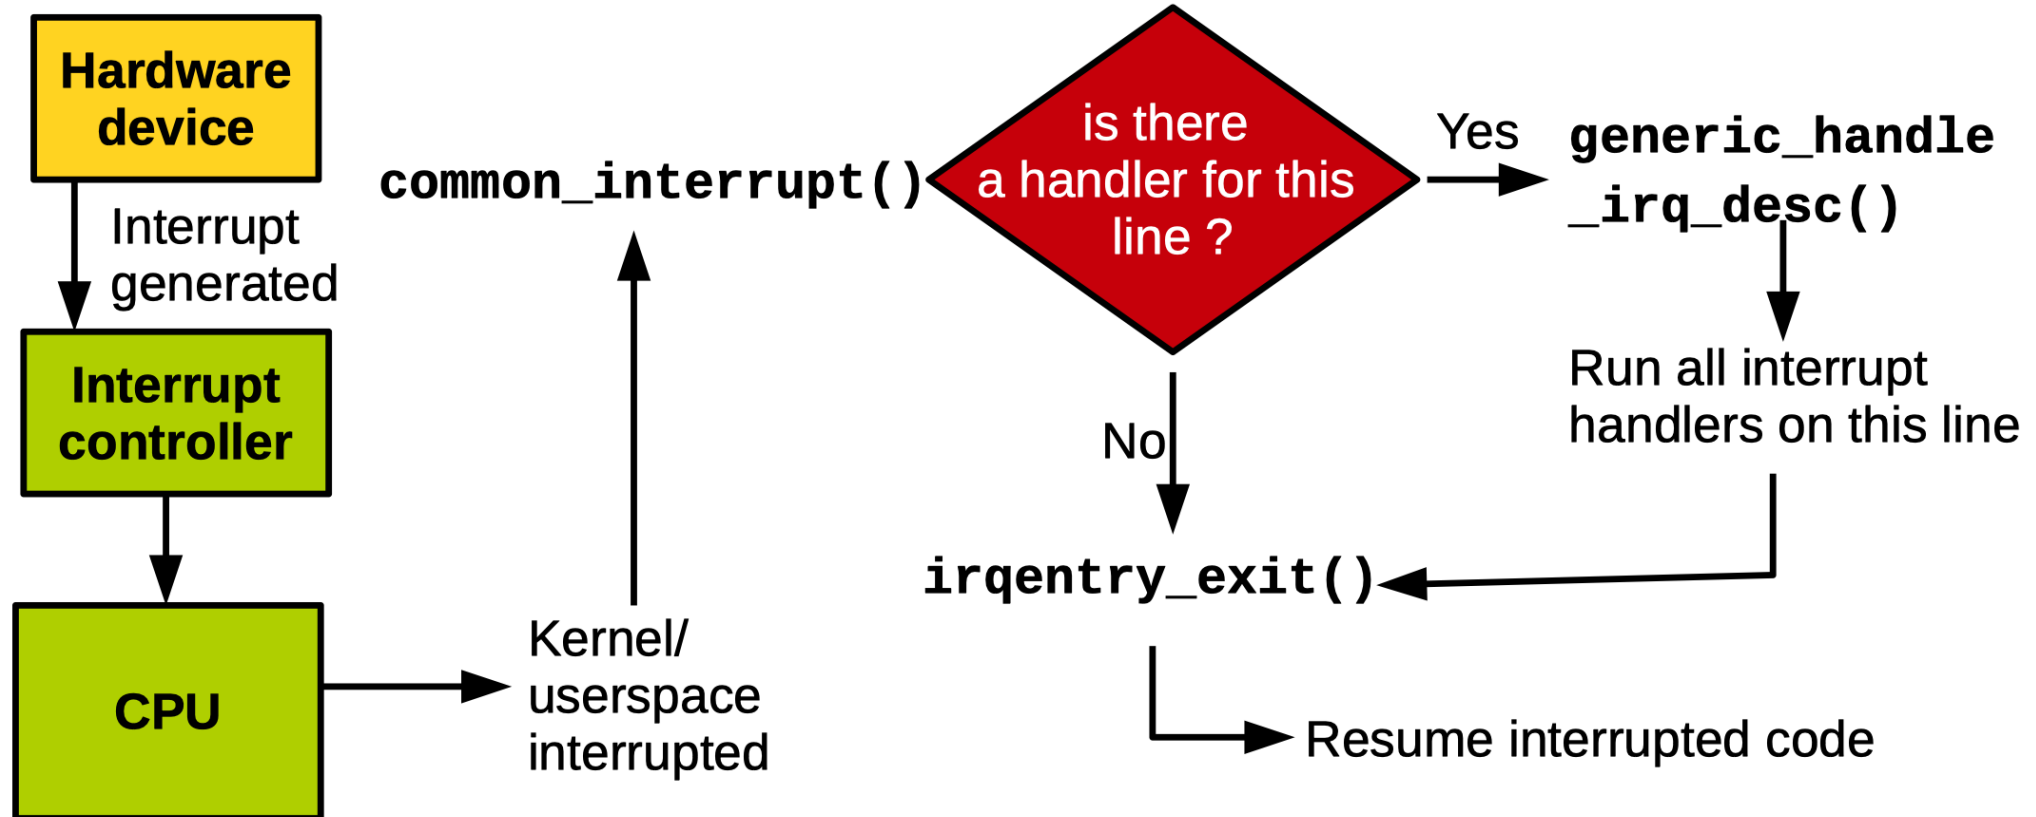 Hardware
device
Interrupt
generated
Interrupt
controller
CPU
Kernel/
userspace
interrupted
common_interrupt()
is there
a handler for this
line ?
Yes
generic_handle
_irq_desc()
Run all interrupt
handlers on this line
No
irqentry_exit()
Resume interrupted code